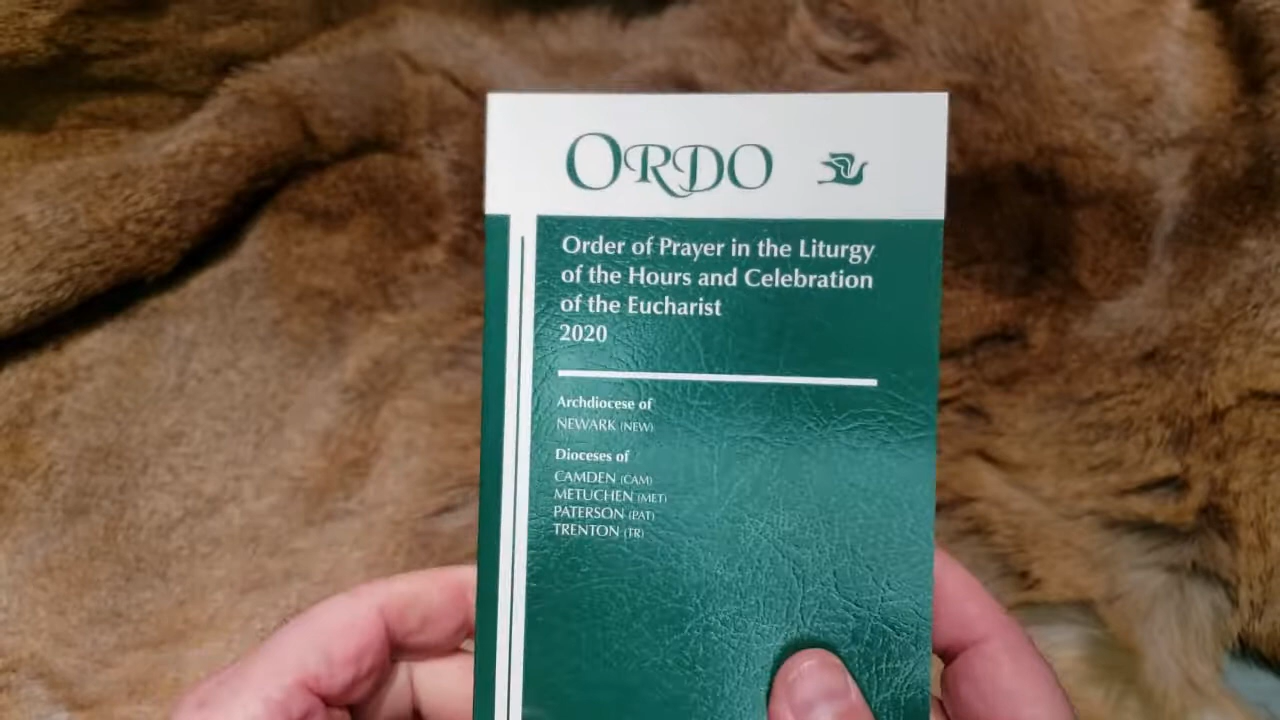 ORDO
Order of Prayer in the Liturgy
of the Hours and Celebration
of the Eucharist
2020
Archdiocese of
NEWARK (NEW)
Dioceses of
CAMDEN (CAM)
METUCHEN (MET)
PATERSON (PAT)
TRENTON (TR)